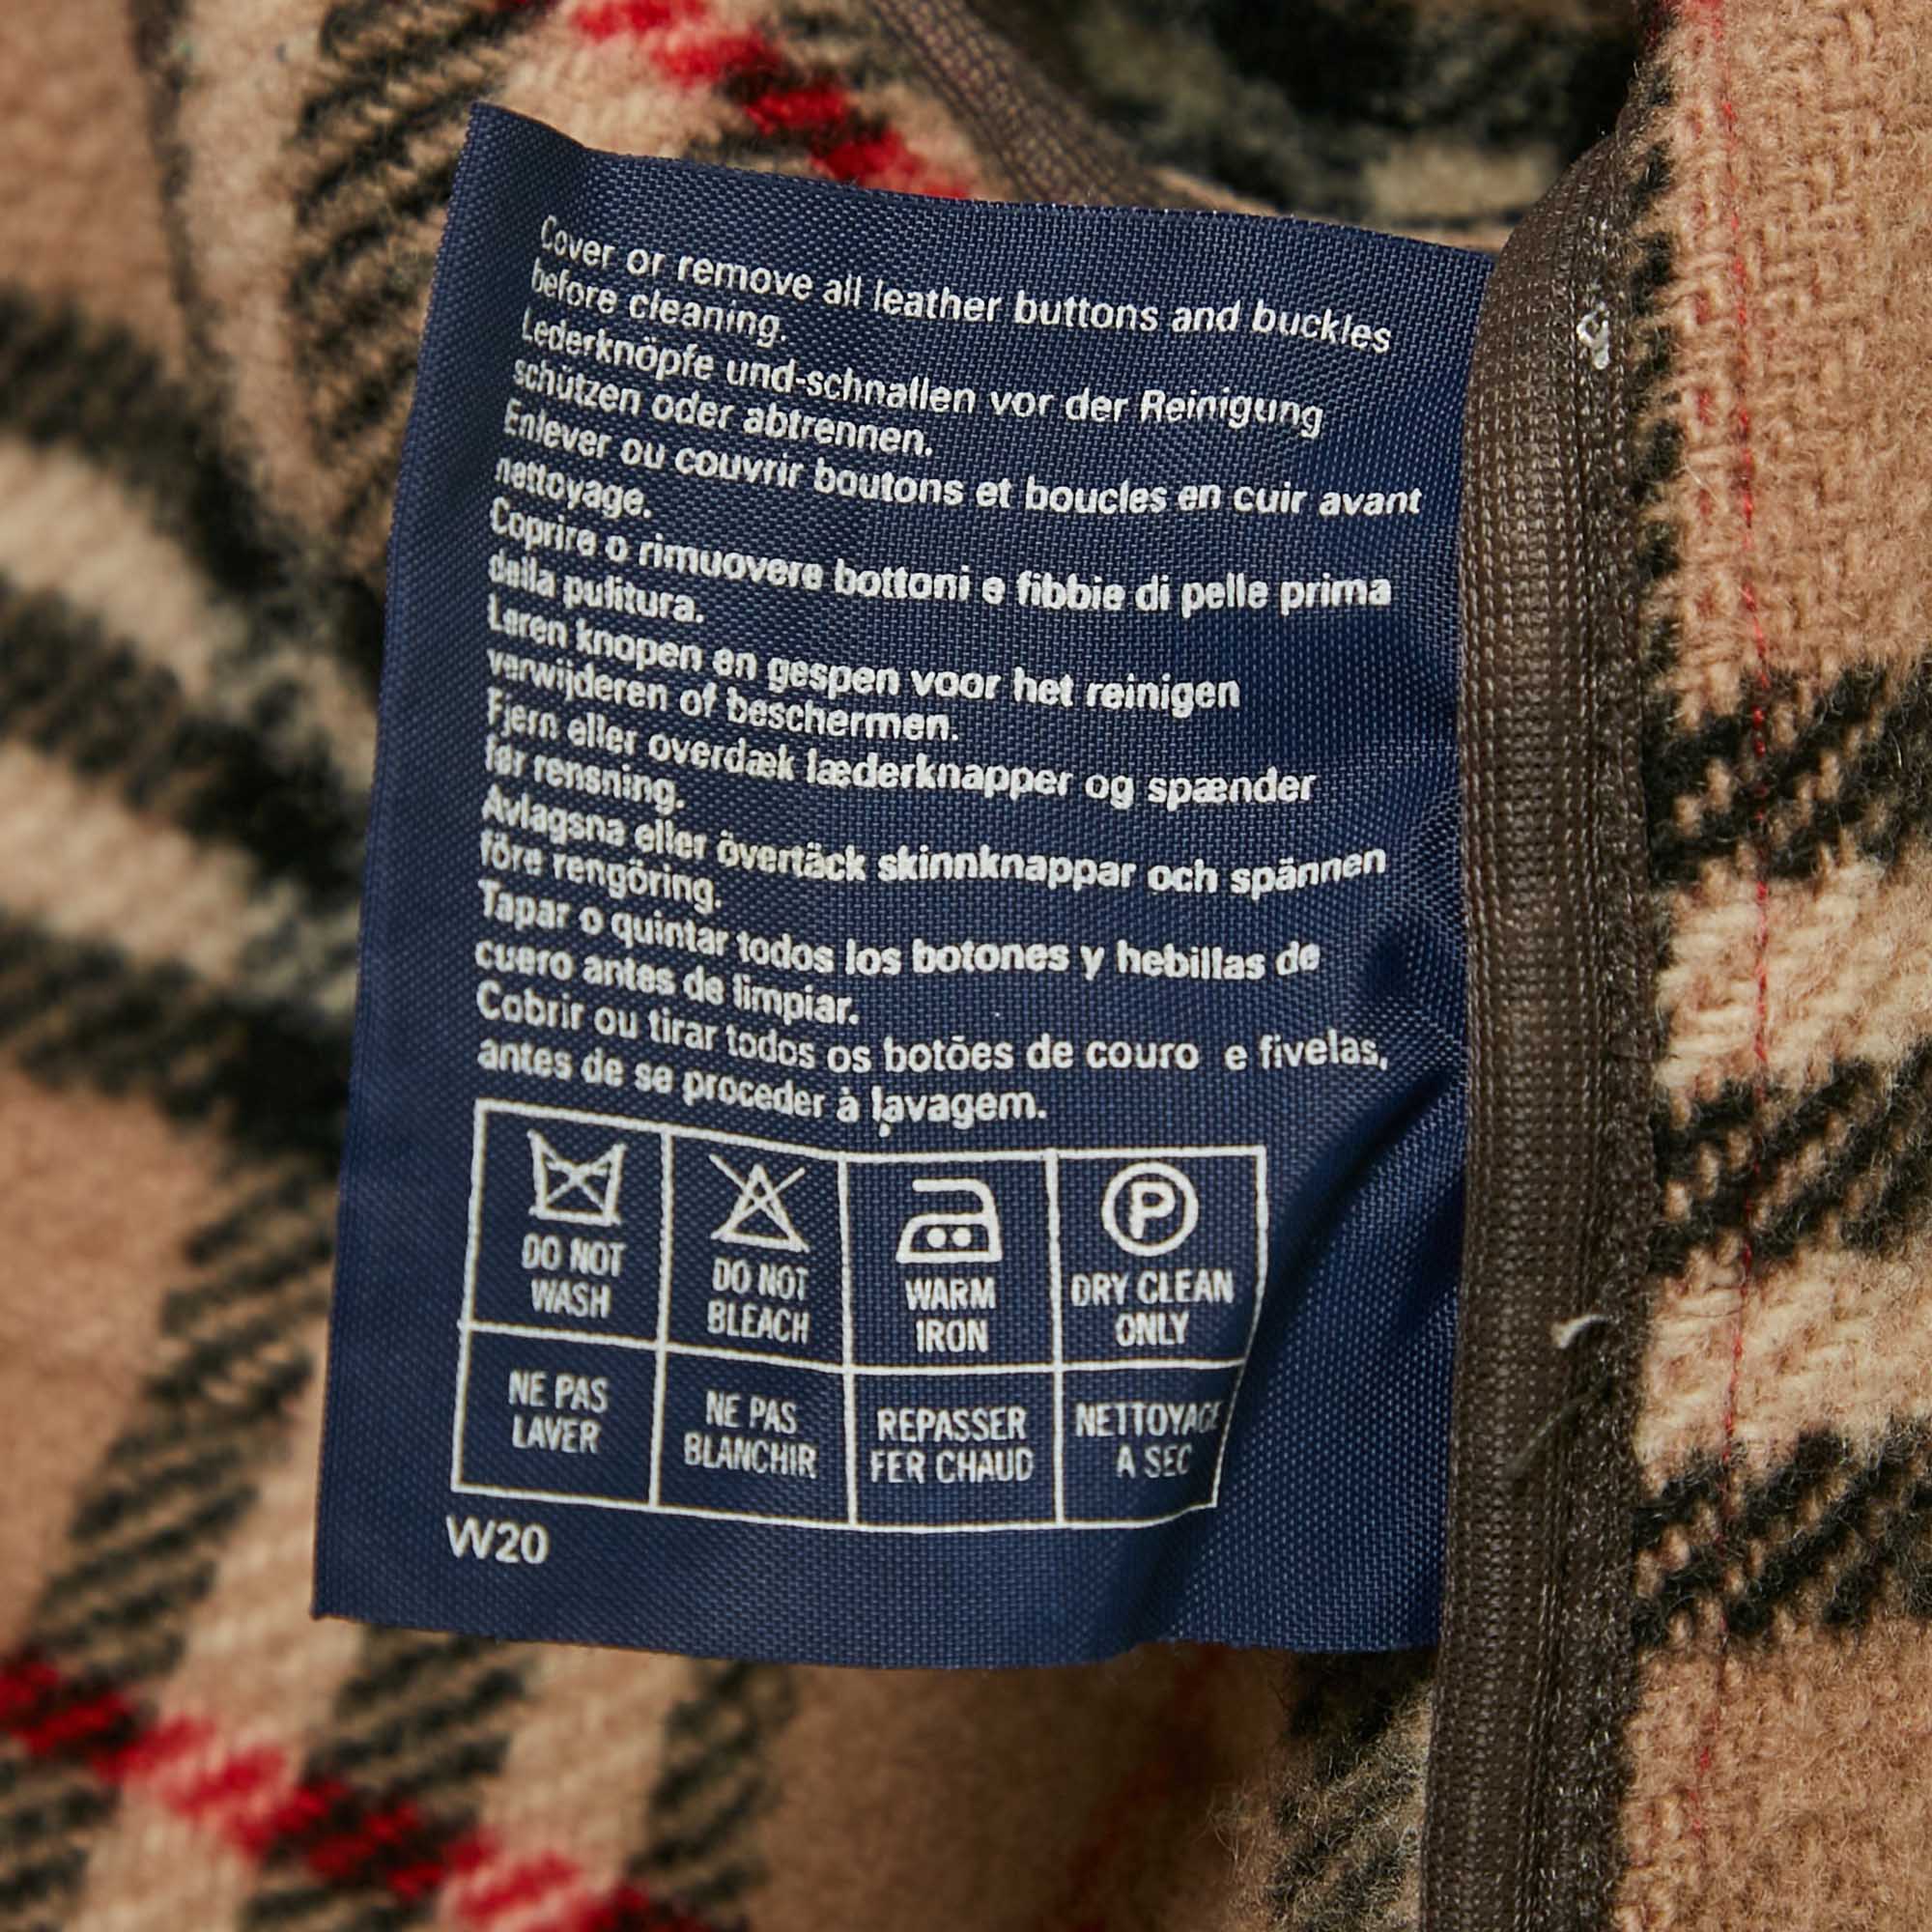 Cover or remove all leather buttons and buckles
before cleaning.
Lederknöpfe und-schnallen vor der Reinigung
schützen oder abtrennen.
Enlever ou couvrir boutons et boucles en cuir avant
nettoyage.
Coprire o rimuovere bottoni e fibbie di pelle prima
della pulitura.
Leren knopen en gespen voor het reinigen
verwijderen of beschermen.
Fjern eller overdæk læderknapper og spænder
før rensning.
Avlagsna eller övertäck skinnknappar och spännen
före rengöring.
Tapar o quintar todos los botones y hebillas de
cuero antes de limpiar.
Cobrir ou tirar todos os botões de couro e fivelas,
antes de se proceder à lavagem.
P
DO NOT WASH
DO NOT BLEACH
WARM IRON
DRY CLEAN ONLY
NE PAS LAVER
NE PAS BLANCHIR
REPASSER FER CHAUD
NETTOYAGE A SEC
W20